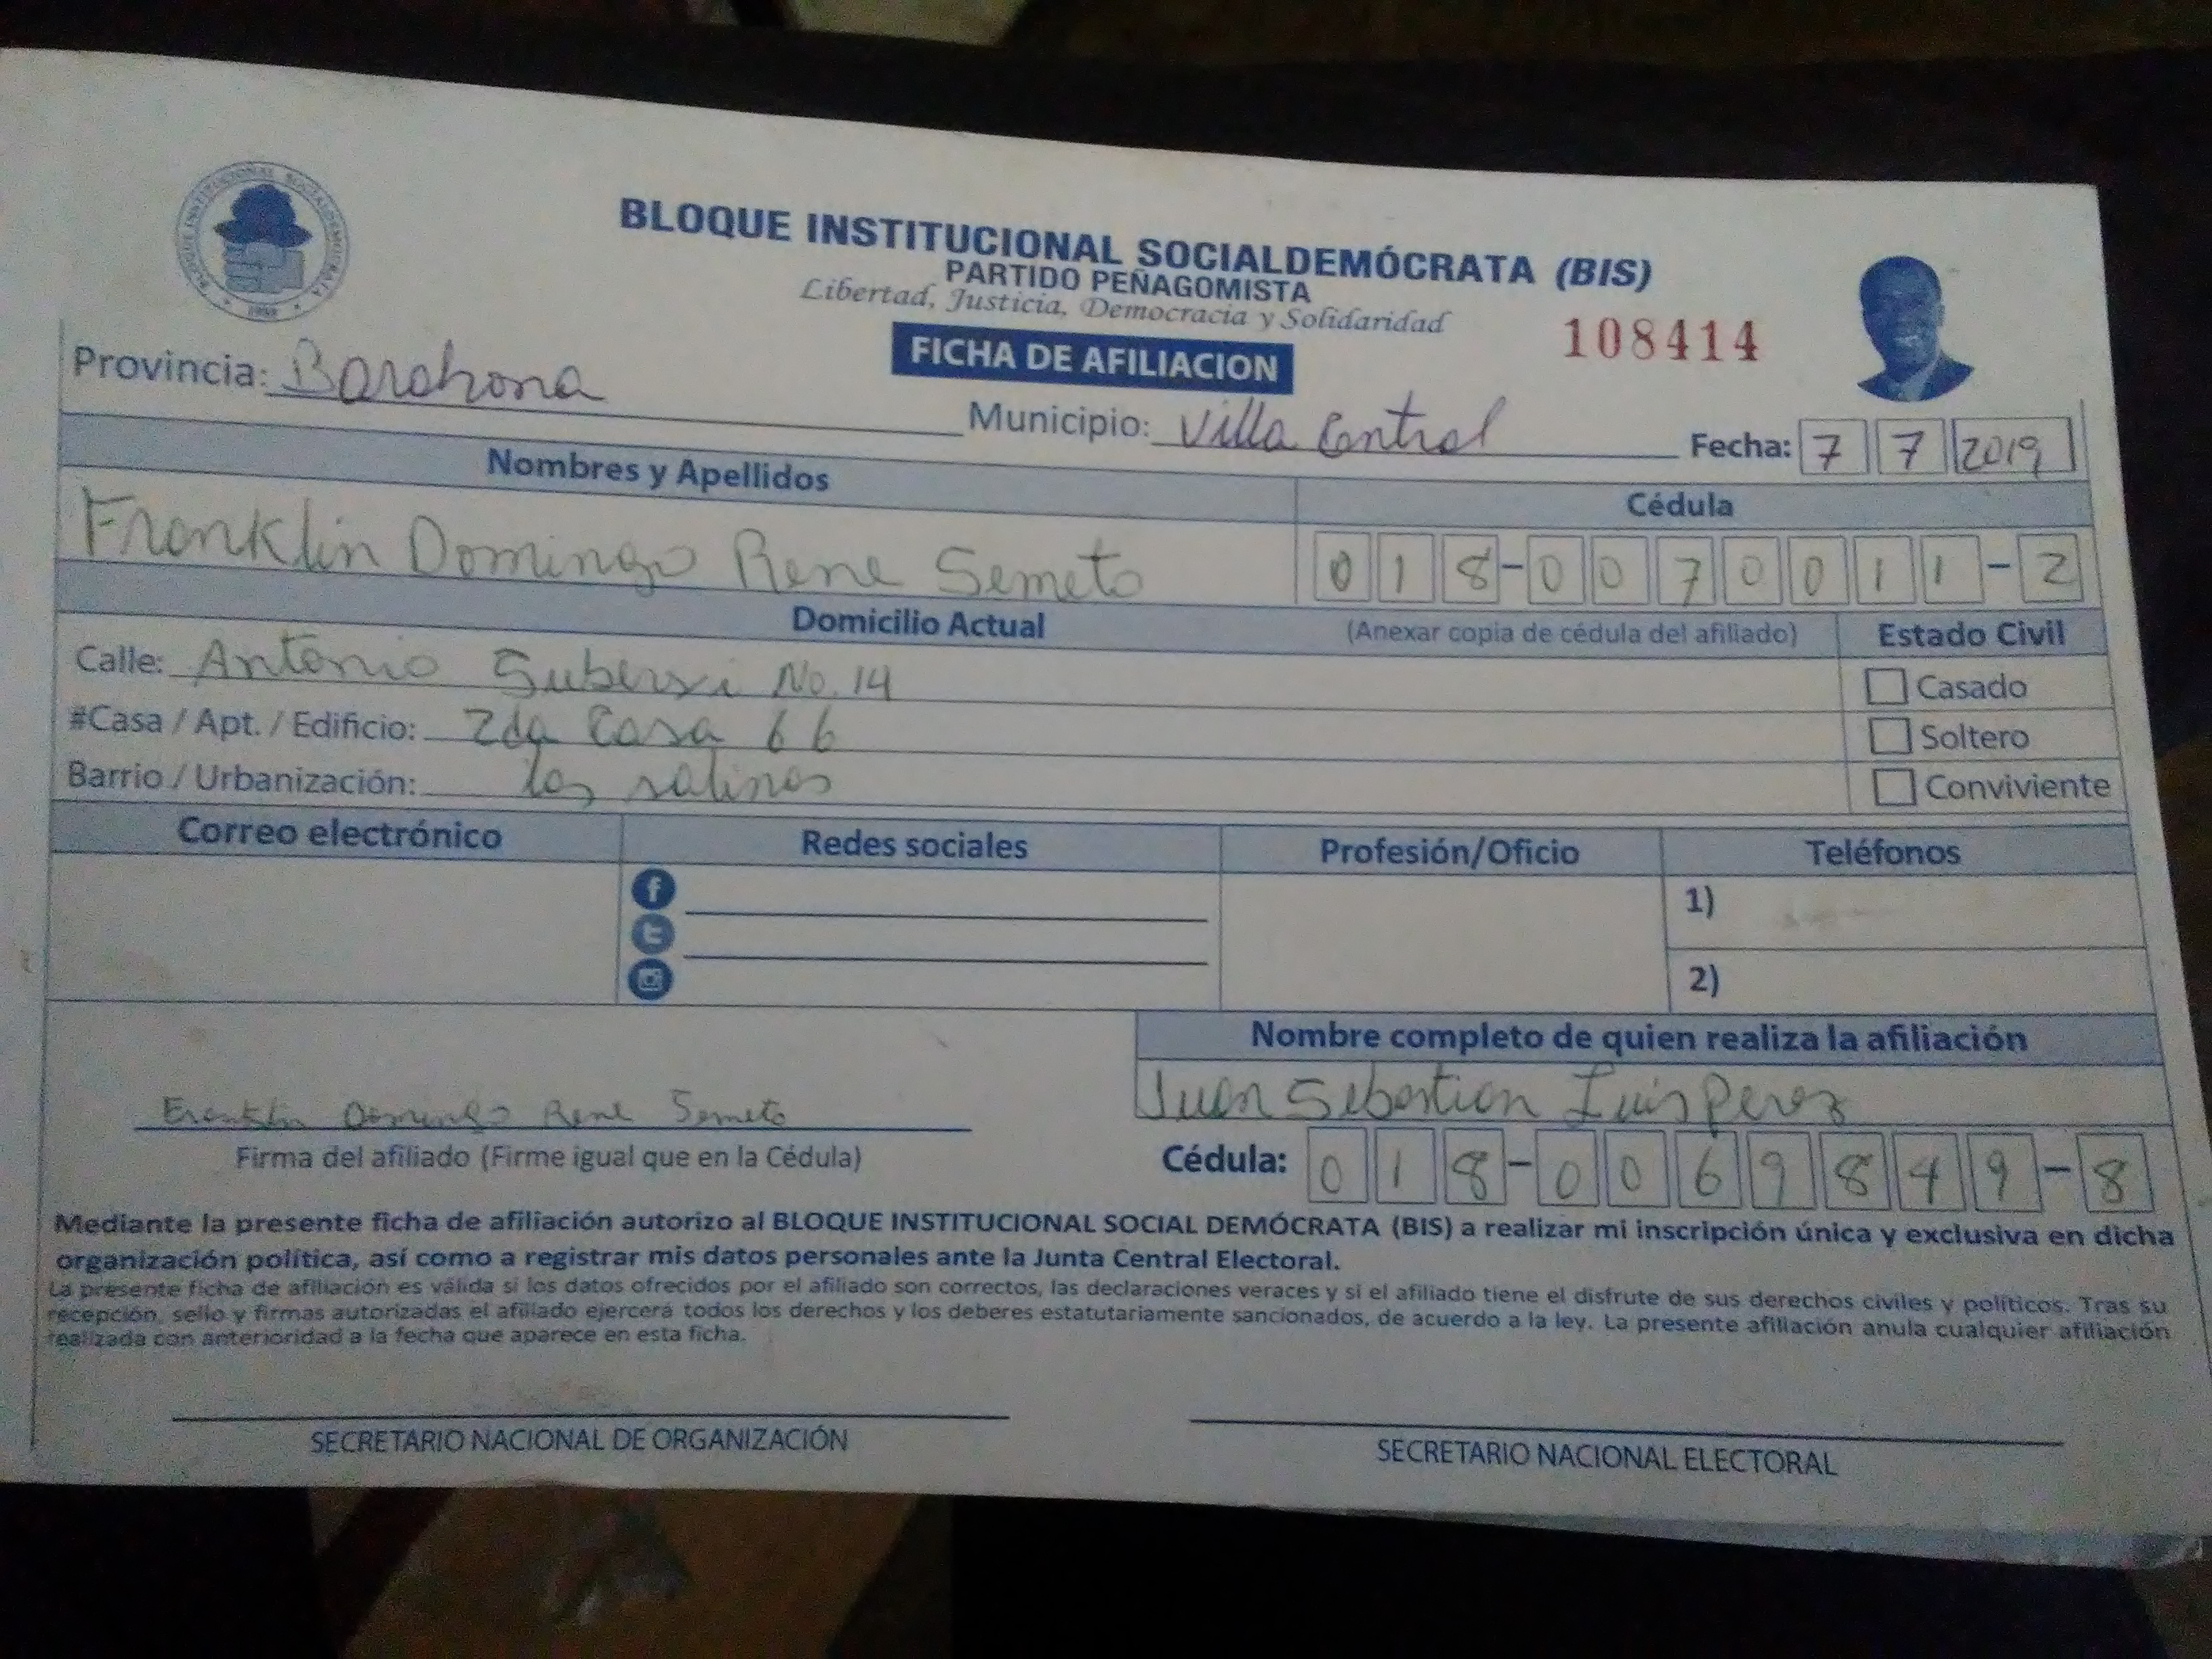 BLOQUE INSTITUCIONAL SOCIALDEMÓCRATA
BLOQUE INSTITUCIONAL SOCIALDEMÓCRATA (BIS)
PARTIDO PEÑAGOMISTA
Libertad, Justicia, Democracia y Solidaridad
FICHA DE AFILIACION
108414
Provincia: Barahona
Municipio: Villa Central
Fecha: 7 7 2019
Nombres y Apellidos
Cédula
Franklin Domingo Rene Semeto
018-0070011-2
Domicilio Actual
(Anexar copia de cédula del afiliado)
Estado Civil
Calle: Antonio Suberxi No. 14
Casado
#Casa / Apt. / Edificio: 2da Casa 66
Soltero
Barrio / Urbanización: las salinas
Conviviente
Correo electrónico
Redes sociales
Profesión/Oficio
Teléfonos
1)
2)
Nombre completo de quien realiza la afiliación
Juan Sebastian Luis Perez
Franklin Domingo Rene Semeto
Firma del afiliado (Firme igual que en la Cédula)
Cédula: 018-0069849-8
Mediante la presente ficha de afiliación autorizo al BLOQUE INSTITUCIONAL SOCIAL DEMÓCRATA (BIS) a realizar mi inscripción única y exclusiva en dicha
organización política, así como a registrar mis datos personales ante la Junta Central Electoral.
La presente ficha de afiliación es válida si los datos ofrecidos por el afiliado son correctos, las declaraciones veraces y si el afiliado tiene el disfrute de sus derechos civiles y políticos. Tras su
recepción, sello y firmas autorizadas el afiliado ejercerá todos los derechos y los deberes estatutariamente sancionados, de acuerdo a la ley. La presente afiliación anula cualquier afiliación
realizada con anterioridad a la fecha que aparece en esta ficha.
SECRETARIO NACIONAL DE ORGANIZACIÓN
SECRETARIO NACIONAL ELECTORAL